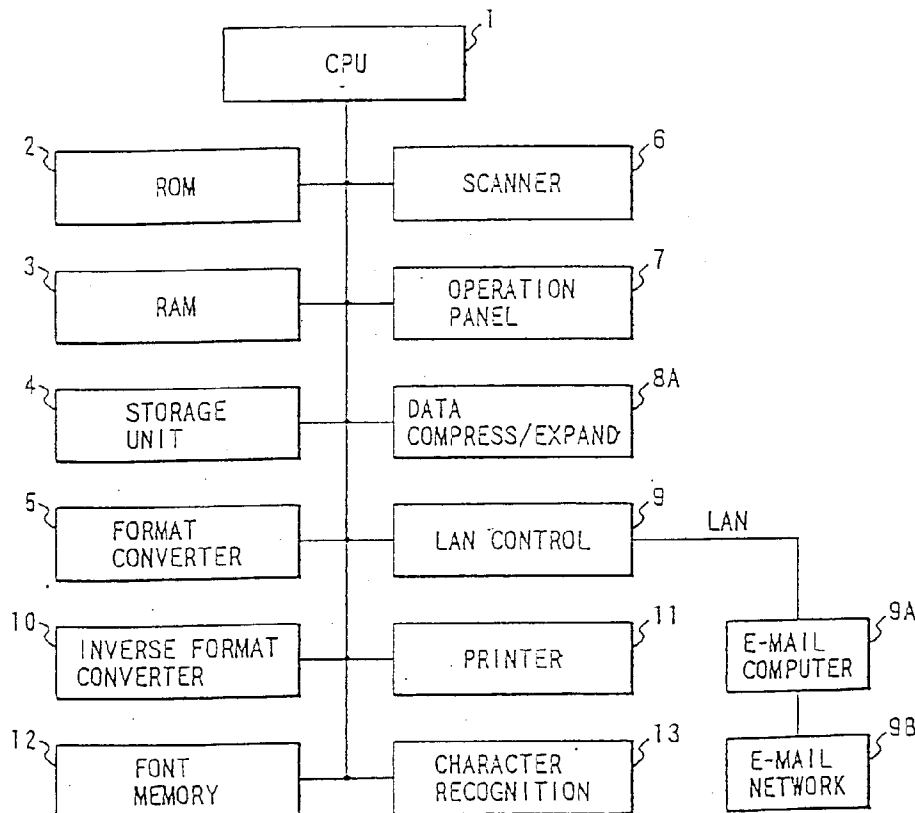 1
CPU
2
ROM
6
SCANNER
3
RAM
7
OPERATION
PANEL
4
STORAGE
UNIT
8A
DATA
COMPRESS/EXPAND
5
FORMAT
CONVERTER
9
LAN CONTROL
LAN
10
INVERSE FORMAT
CONVERTER
11
PRINTER
9A
E-MAIL
COMPUTER
12
FONT
MEMORY
13
CHARACTER
RECOGNITION
9B
E-MAIL
NETWORK